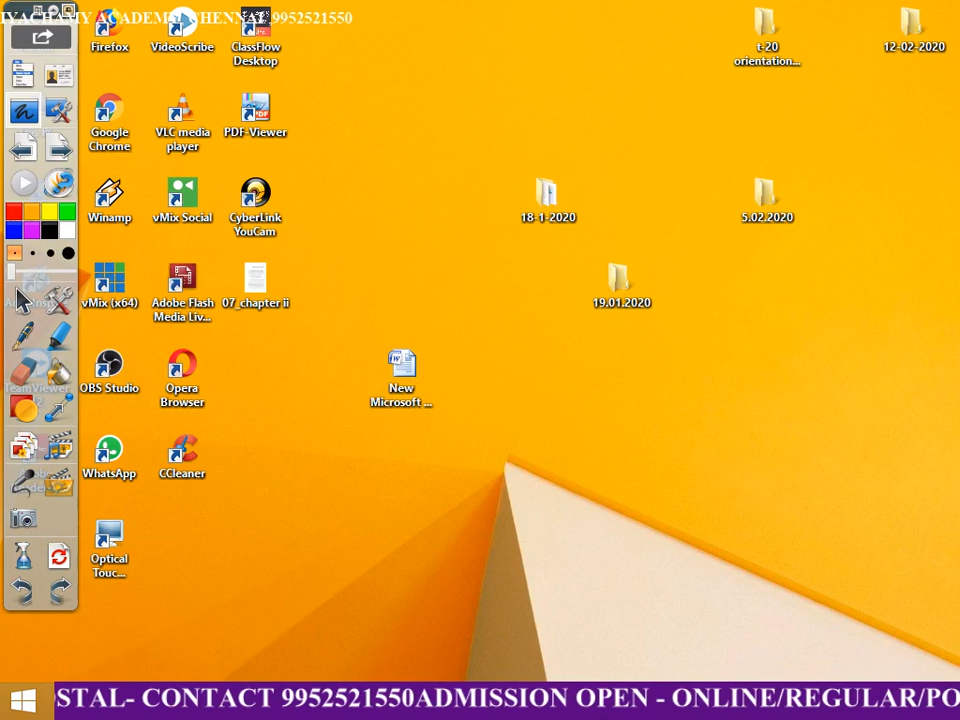 IYACHAMY ACADEMY CHENNAI 9952521550
Firefox
VideoScribe
ClassFlow
Desktop
t-20
orientation...
12-02-2020
Google
Chrome
VLC media
player
PDF-Viewer
Winamp
vMix Social
CyberLink
YouCam
18-1-2020
5.02.2020
vMix (x64)
Adobe Flash
Media Liv...
07_chapter ii
19.01.2020
TeamViewer
OBS Studio
Opera
Browser
New
Microsoft ...
WhatsApp
CCleaner
Optical
Touc...
STAL- CONTACT 9952521550ADMISSION OPEN - ONLINE/REGULAR/PO